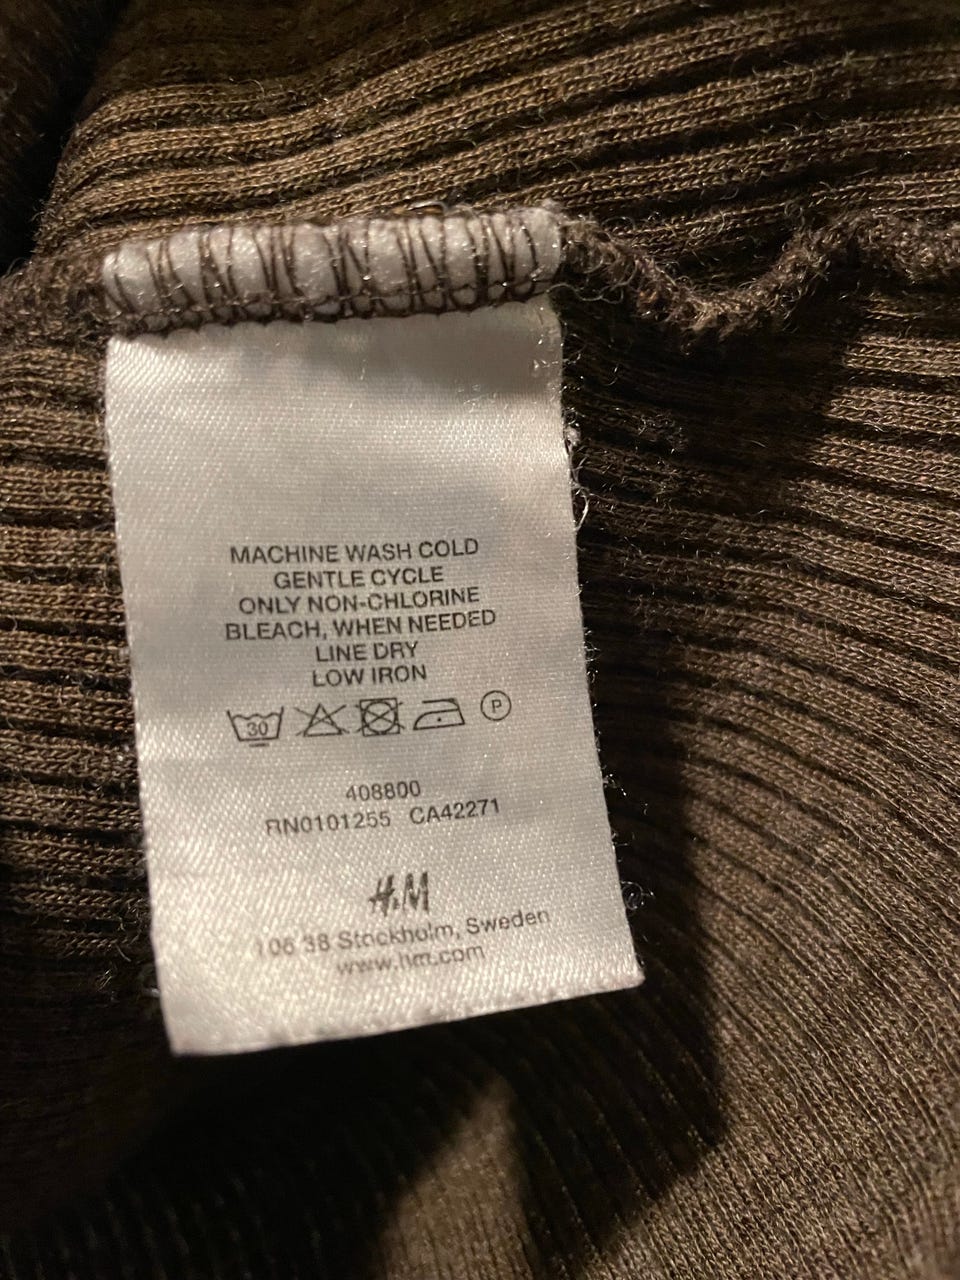 MACHINE WASH COLD
GENTLE CYCLE
ONLY NON-CHLORINE
BLEACH, WHEN NEEDED
LINE DRY
LOW IRON
30 P
408800
RN0101255 CA42271
H&M
106 38 Stockholm, Sweden
www.hm.com